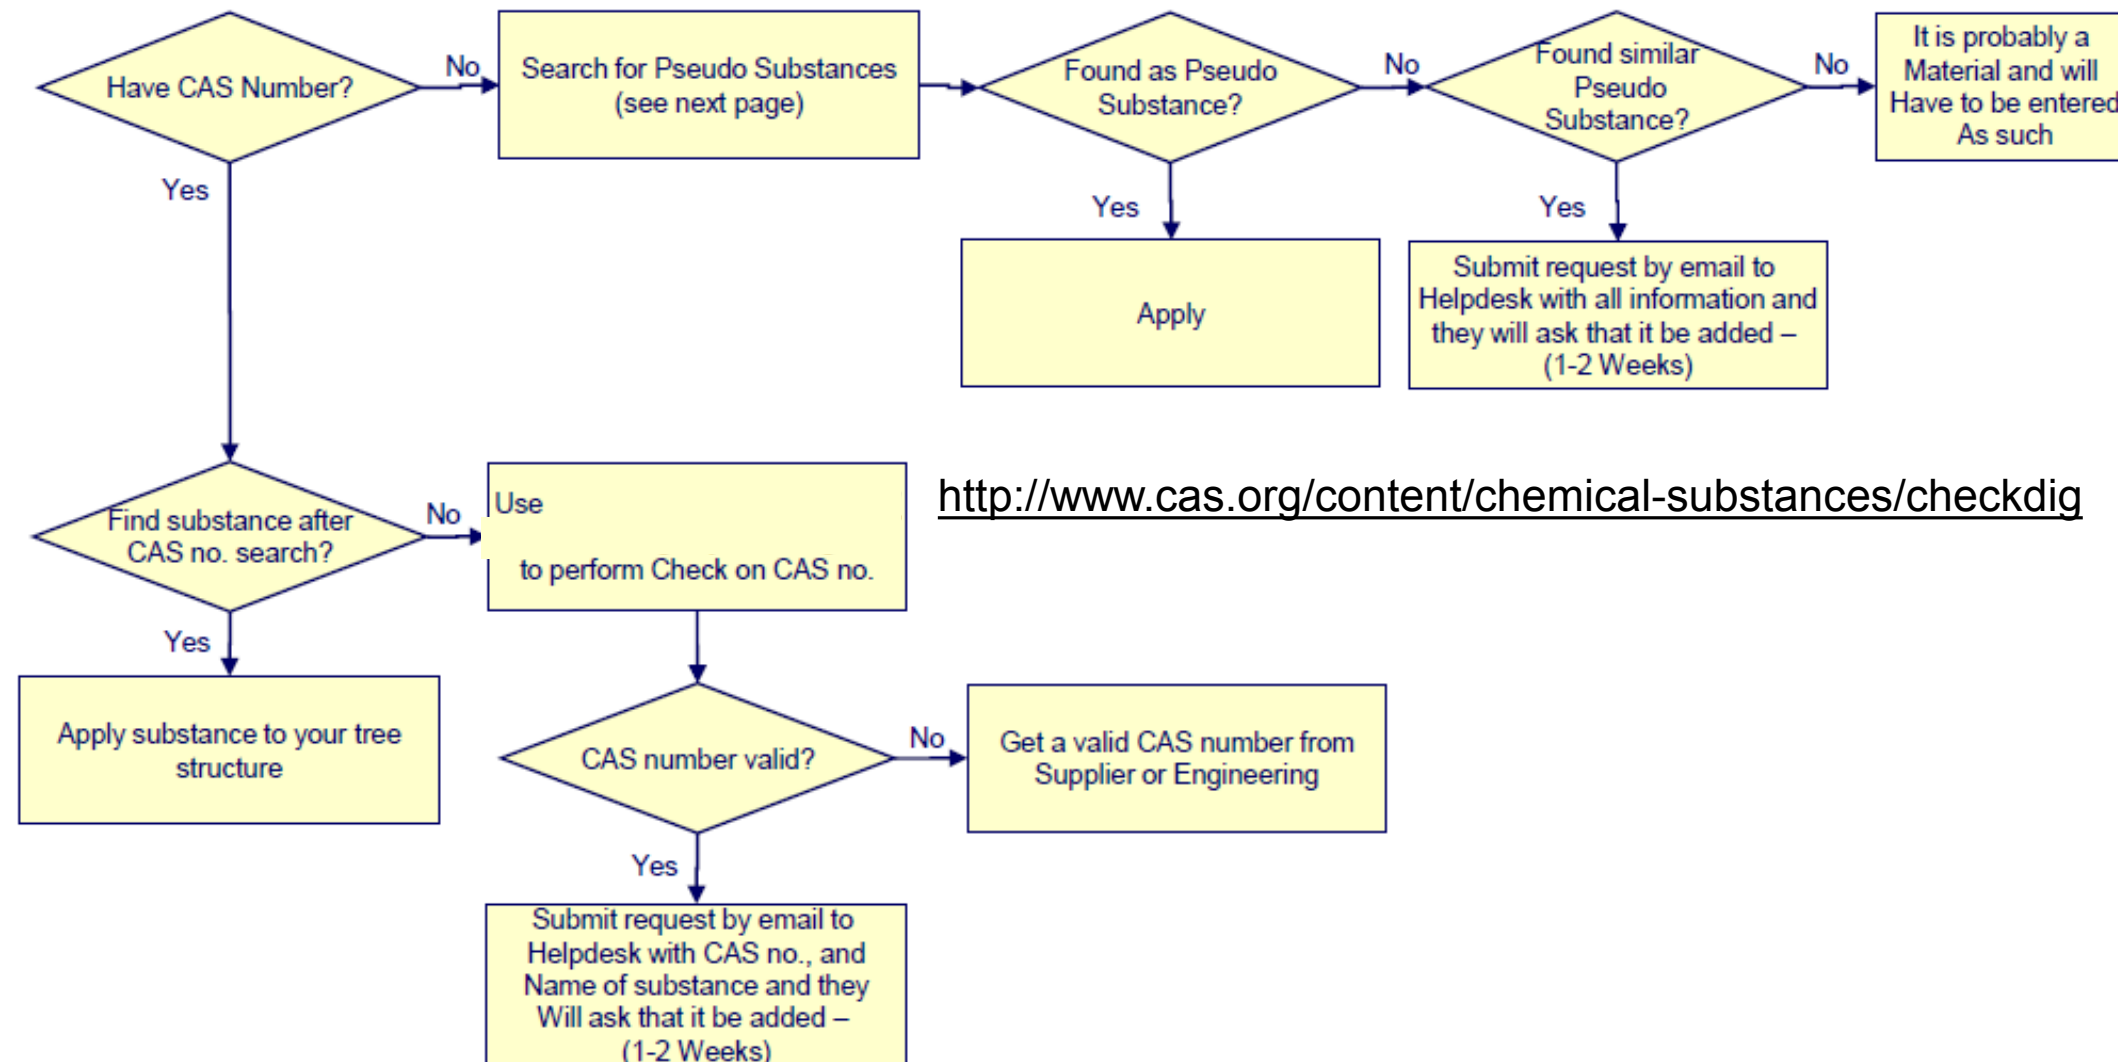 Have CAS Number?
No
Search for Pseudo Substances
(see next page)
Found as Pseudo
Substance?
No
Found similar
Pseudo
Substance?
No
It is probably a
Material and will
Have to be entered
As such
Yes
Yes
Apply
Yes
Submit request by email to
Helpdesk with all information and
they will ask that it be added –
(1-2 Weeks)
Find substance after
CAS no. search?
No
Use
to perform Check on CAS no.
http://www.cas.org/content/chemical-substances/checkdig
Yes
Apply substance to your tree
structure
CAS number valid?
No
Get a valid CAS number from
Supplier or Engineering
Yes
Submit request by email to
Helpdesk with CAS no., and
Name of substance and they
Will ask that it be added –
(1-2 Weeks)